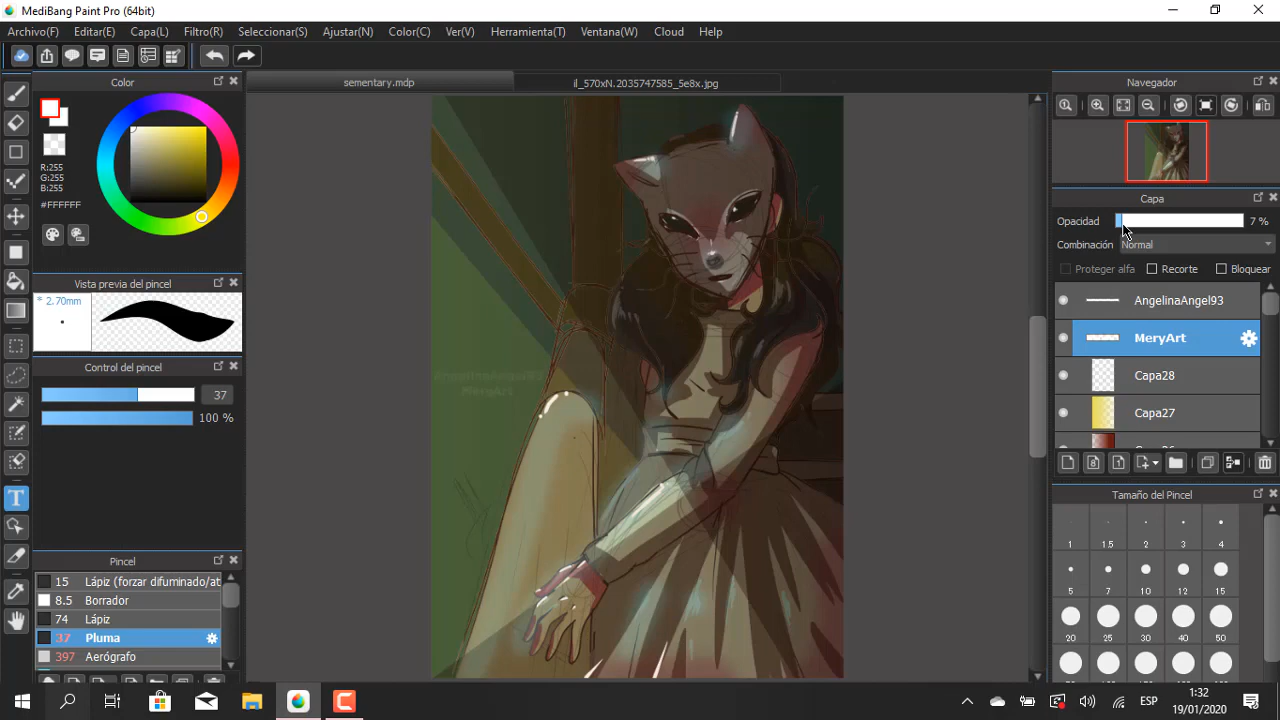 MediBang Paint Pro (64bit)
Archivo(F) Editar(E) Capa(L) Filtro(R) Seleccionar(S) Ajustar(N) Color(C) Ver(V) Herramienta(T) Ventana(W) Cloud Help
Color
R:255
G:255
B:255
#FFFFFF
Vista previa del pincel
* 2.70mm
Control del pincel
37
100 %
Pincel
15 Lápiz (forzar difuminado/at
8.5 Borrador
74 Lápiz
37 Pluma
397 Aerógrafo
sementary.mdp
il_570xN.2035747585_5e8x.jpg
AngelinaAngel93
MeryArt
Navegador
Capa
Opacidad 7 %
Combinación Normal
Proteger alfa Recorte Bloquear
AngelinaAngel93
MeryArt
Capa28
Capa27
Capa26
Tamaño del Pincel
1 1.5 2 3 4
5 7 10 12 15
20 25 30 40 50
ESP
1:32
19/01/2020